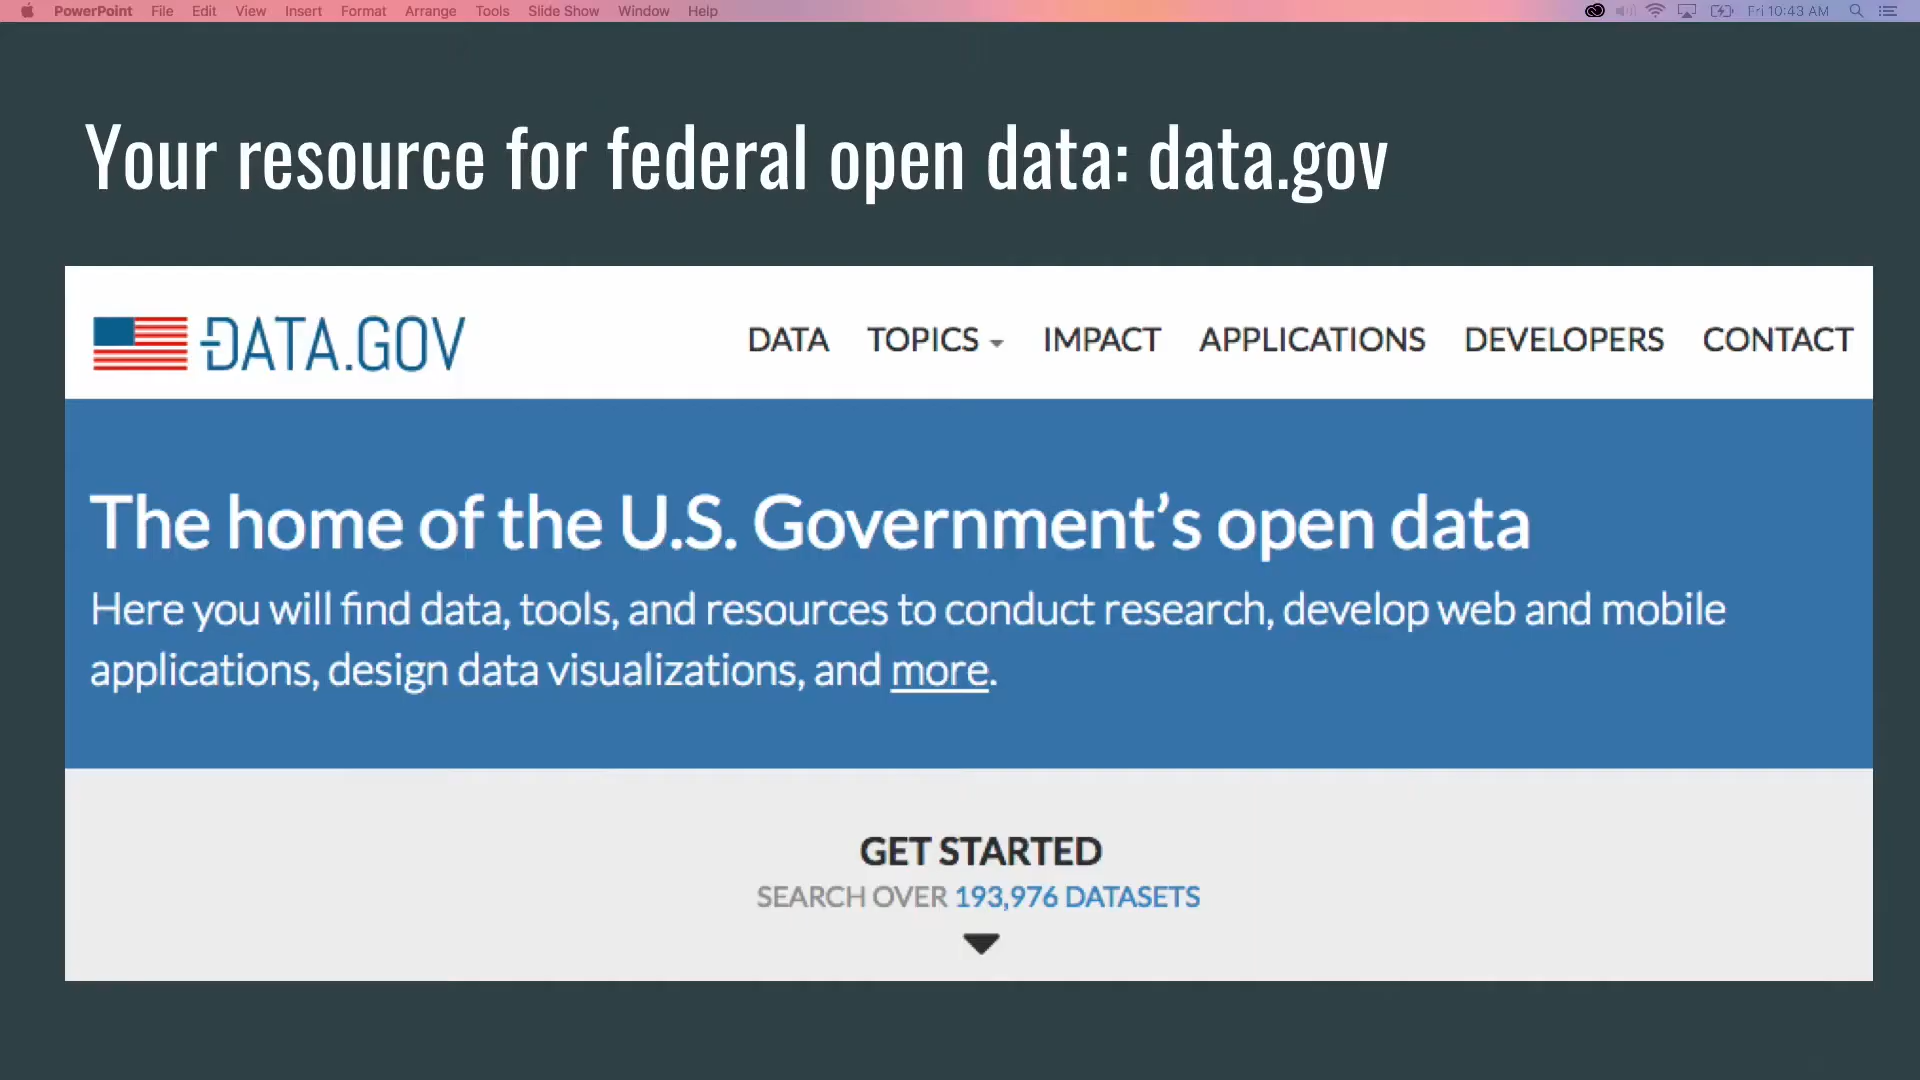 PowerPoint File Edit View Insert Format Arrange Tools Slide Show Window Help Fri 10:43 AM
Your resource for federal open data: data.gov
DATA.GOV DATA TOPICS IMPACT APPLICATIONS DEVELOPERS CONTACT
The home of the U.S. Government’s open data
Here you will find data, tools, and resources to conduct research, develop web and mobile
applications, design data visualizations, and more.
GET STARTED
SEARCH OVER 193,976 DATASETS